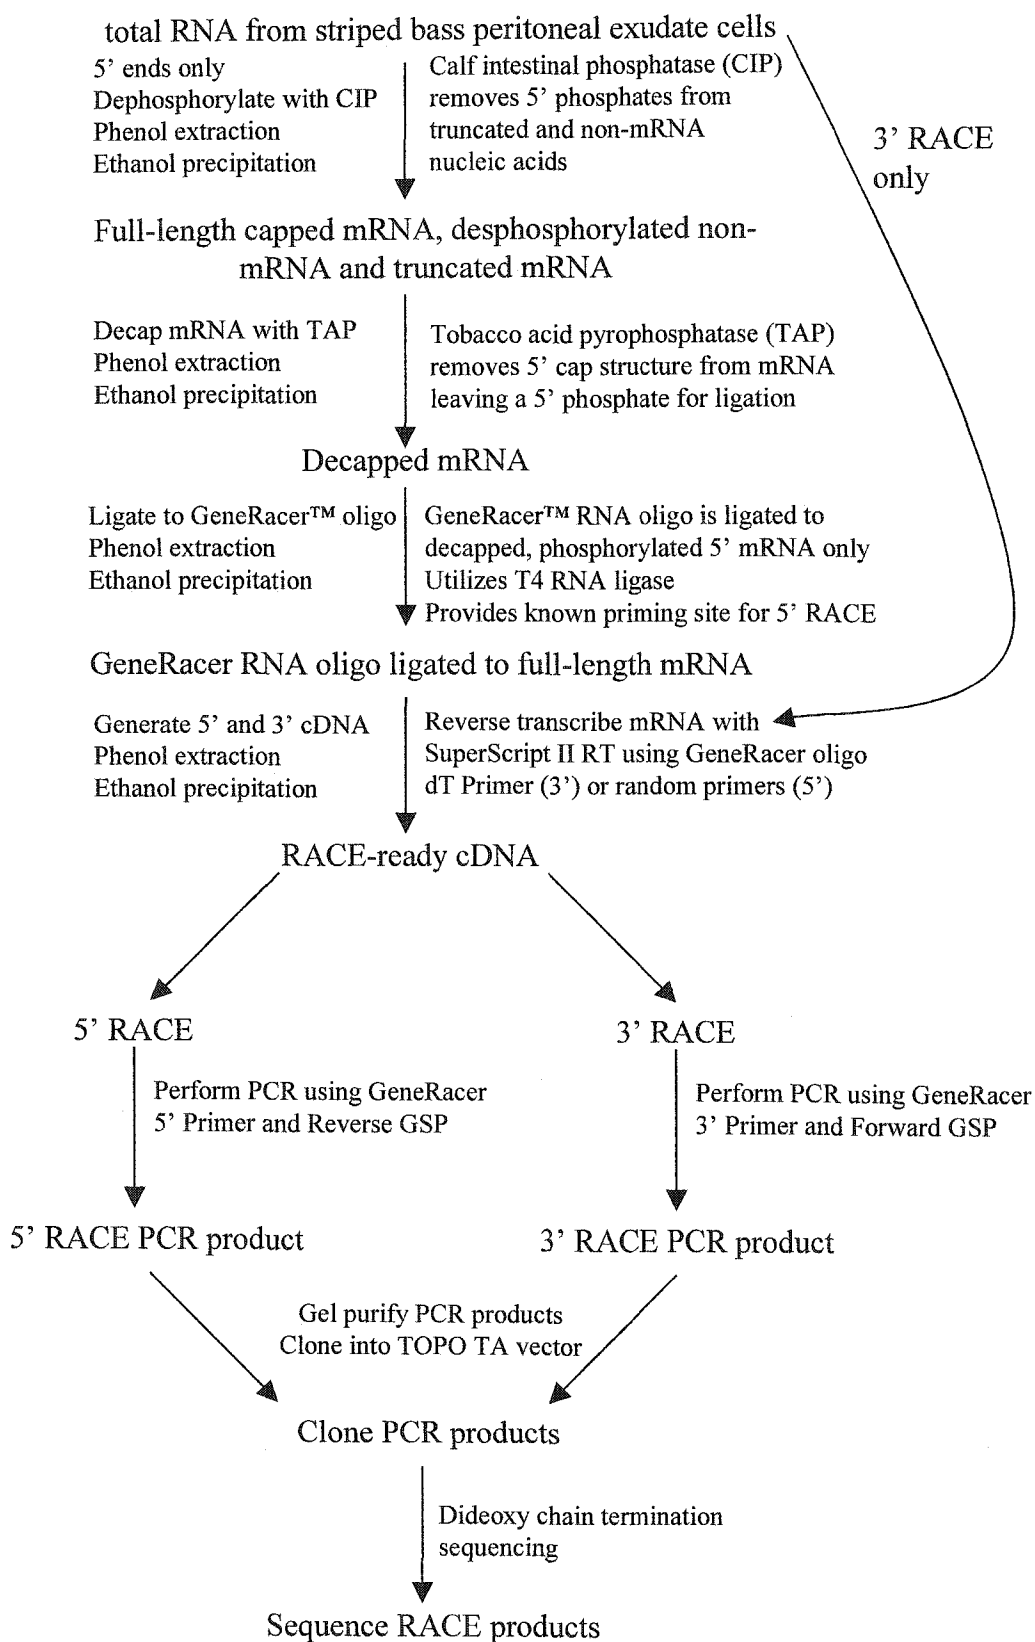 total RNA from striped bass peritoneal exudate cells
5’ ends only
Dephosphorylate with CIP
Phenol extraction
Ethanol precipitation
Calf intestinal phosphatase (CIP)
removes 5’ phosphates from
truncated and non-mRNA
nucleic acids
3’ RACE
only
Full-length capped mRNA, desphosphorylated non-
mRNA and truncated mRNA
Decap mRNA with TAP
Phenol extraction
Ethanol precipitation
Tobacco acid pyrophosphatase (TAP)
removes 5’ cap structure from mRNA
leaving a 5’ phosphate for ligation
Decapped mRNA
Ligate to GeneRacer™ oligo
Phenol extraction
Ethanol precipitation
GeneRacer™ RNA oligo is ligated to
decapped, phosphorylated 5’ mRNA only
Utilizes T4 RNA ligase
Provides known priming site for 5’ RACE
GeneRacer RNA oligo ligated to full-length mRNA
Generate 5’ and 3’ cDNA
Phenol extraction
Ethanol precipitation
Reverse transcribe mRNA with
SuperScript II RT using GeneRacer oligo
dT Primer (3’) or random primers (5’)
RACE-ready cDNA
5’ RACE
3’ RACE
Perform PCR using GeneRacer
5’ Primer and Reverse GSP
Perform PCR using GeneRacer
3’ Primer and Forward GSP
5’ RACE PCR product
3’ RACE PCR product
Gel purify PCR products
Clone into TOPO TA vector
Clone PCR products
Dideoxy chain termination
sequencing
Sequence RACE products